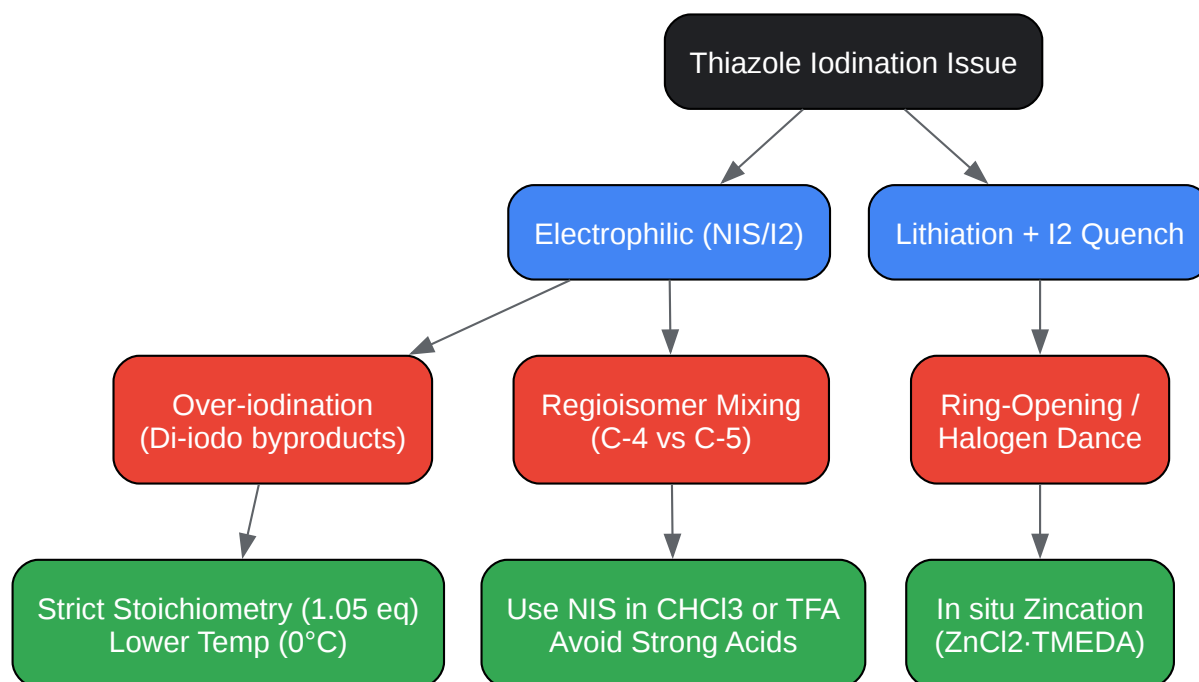 Thiazole Iodination Issue
Electrophilic (NIS/I2)
Lithiation + I2 Quench
Over-iodination
(Di-iodo byproducts)
Regioisomer Mixing
(C-4 vs C-5)
Ring-Opening /
Halogen Dance
Strict Stoichiometry (1.05 eq)
Lower Temp (0°C)
Use NIS in CHCl3 or TFA
Avoid Strong Acids
In situ Zincation
(ZnCl2·TMEDA)